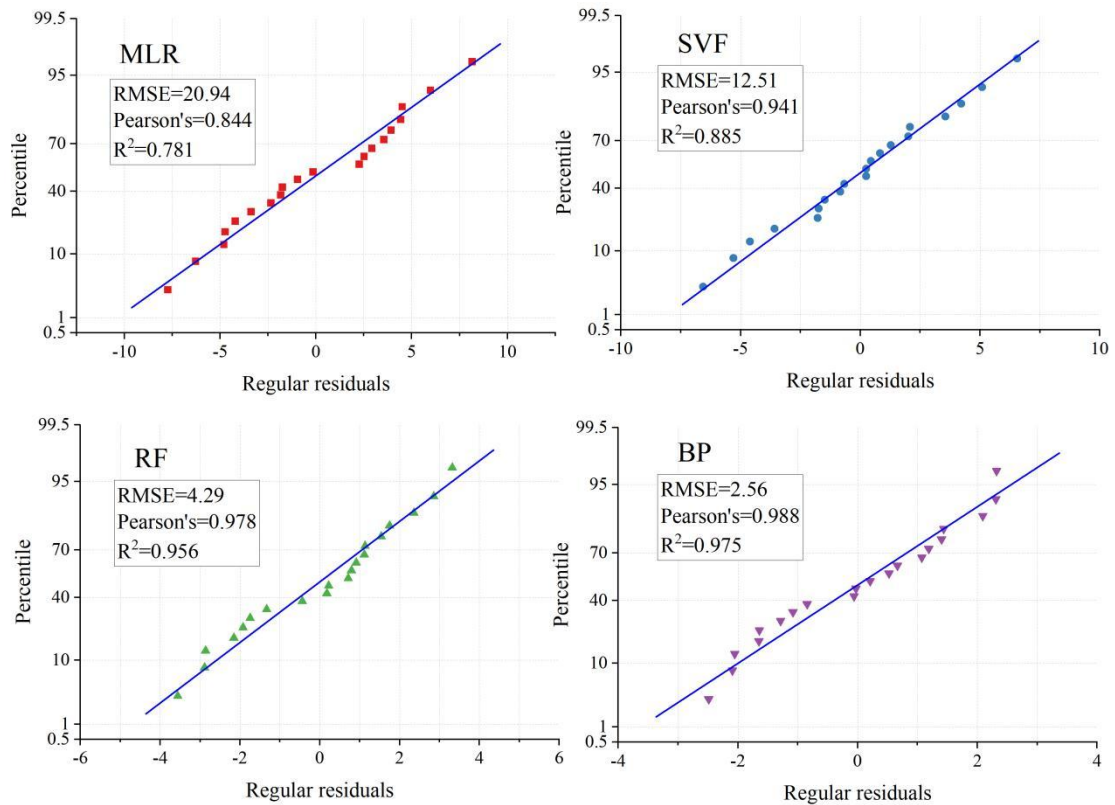 99.5
95
70
40
10
1
0.5
Percentile
MLR
RMSE=20.94
Pearson's=0.844
R²=0.781
-10
-5
0
5
10
Regular residuals
99.5
95
70
40
10
1
0.5
Percentile
SVF
RMSE=12.51
Pearson's=0.941
R²=0.885
-10
-5
0
5
10
Regular residuals
99.5
95
70
40
10
1
0.5
Percentile
RF
RMSE=4.29
Pearson's=0.978
R²=0.956
-6
-4
-2
0
2
4
6
Regular residuals
99.5
95
70
40
10
1
0.5
Percentile
BP
RMSE=2.56
Pearson's=0.988
R²=0.975
-4
-2
0
2
4
Regular residuals